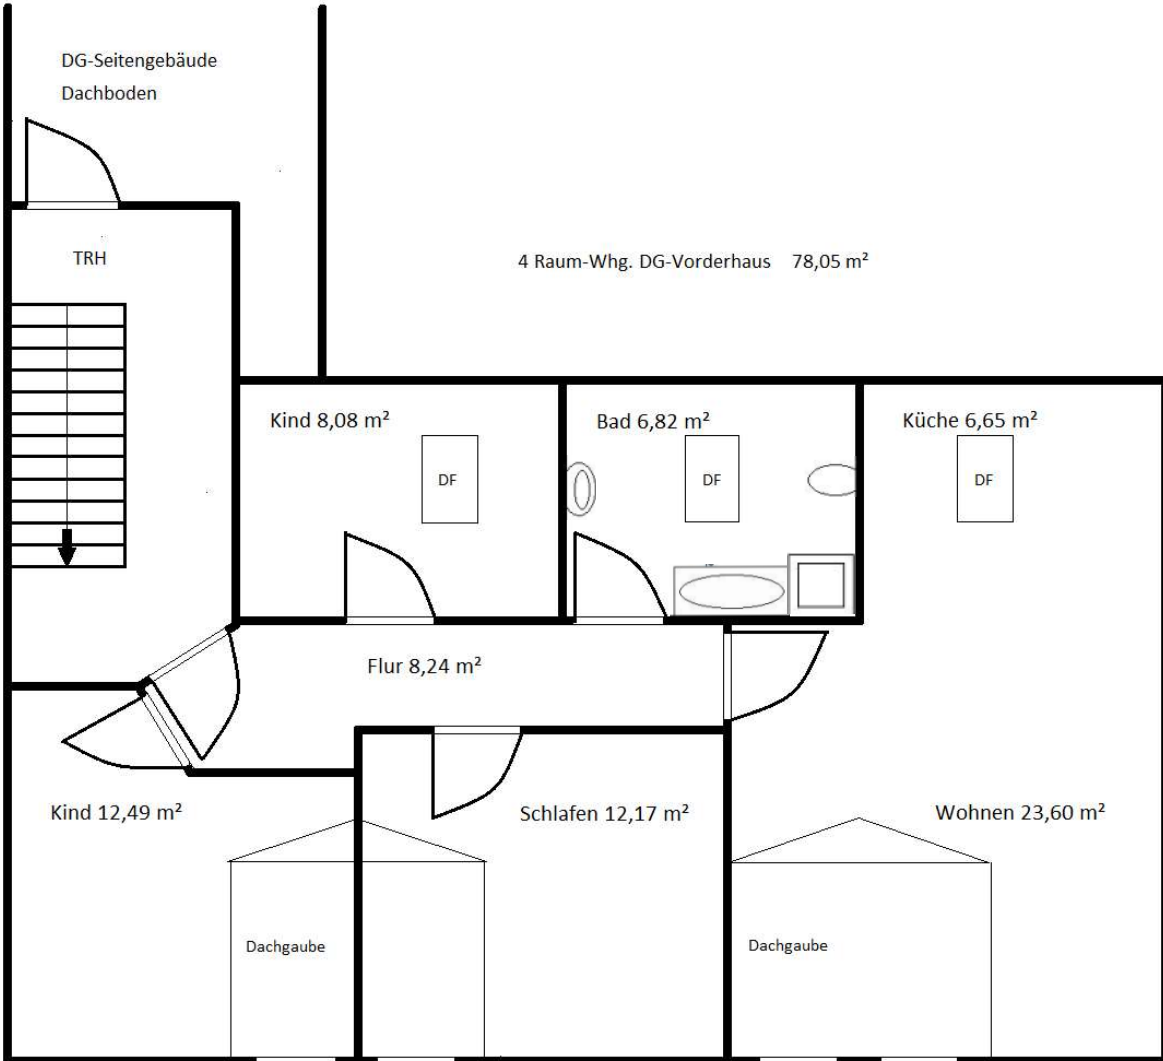 DG-Seitengebäude
Dachboden
TRH
4 Raum-Whg. DG-Vorderhaus 78,05 m²
Kind 8,08 m²
Bad 6,82 m²
Küche 6,65 m²
DF
DF
DF
Flur 8,24 m²
Kind 12,49 m²
Schlafen 12,17 m²
Wohnen 23,60 m²
Dachgaube
Dachgaube